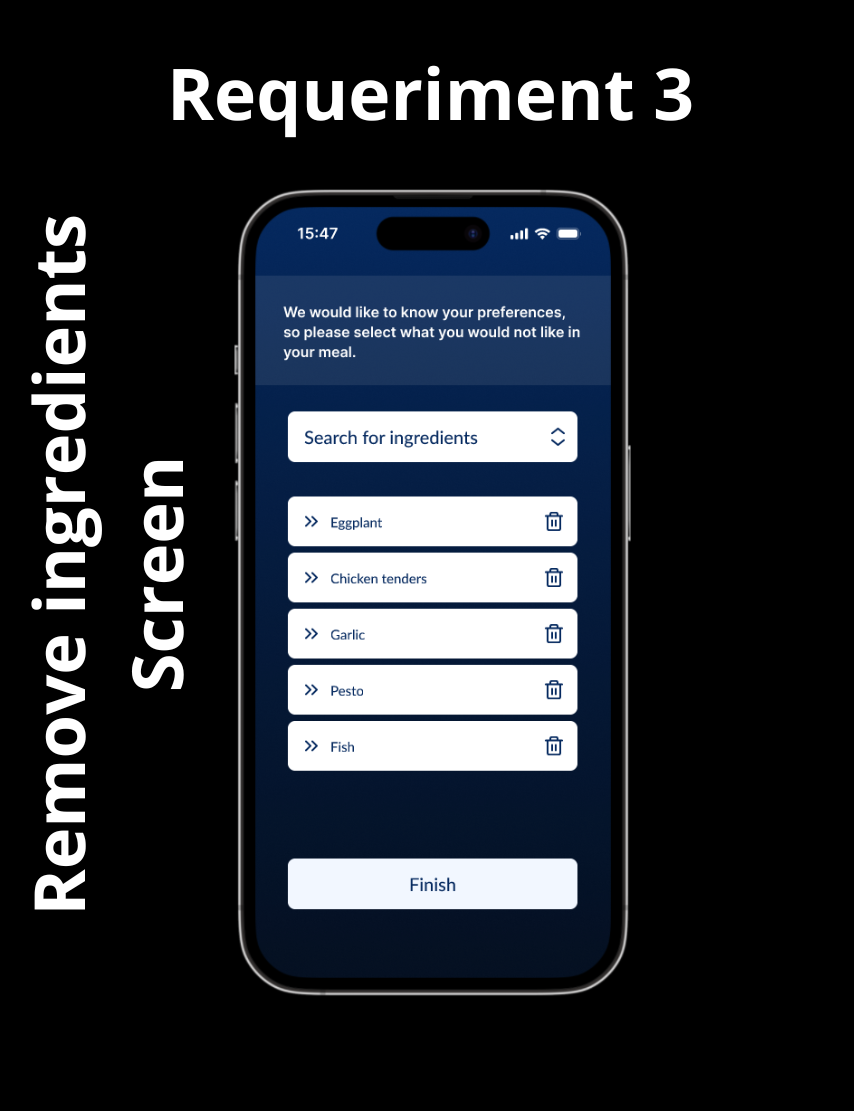 Requeriment 3
Remove ingredients
Screen
15:47
We would like to know your preferences,
so please select what you would not like in
your meal.
Search for ingredients
Eggplant
Chicken tenders
Garlic
Pesto
Fish
Finish